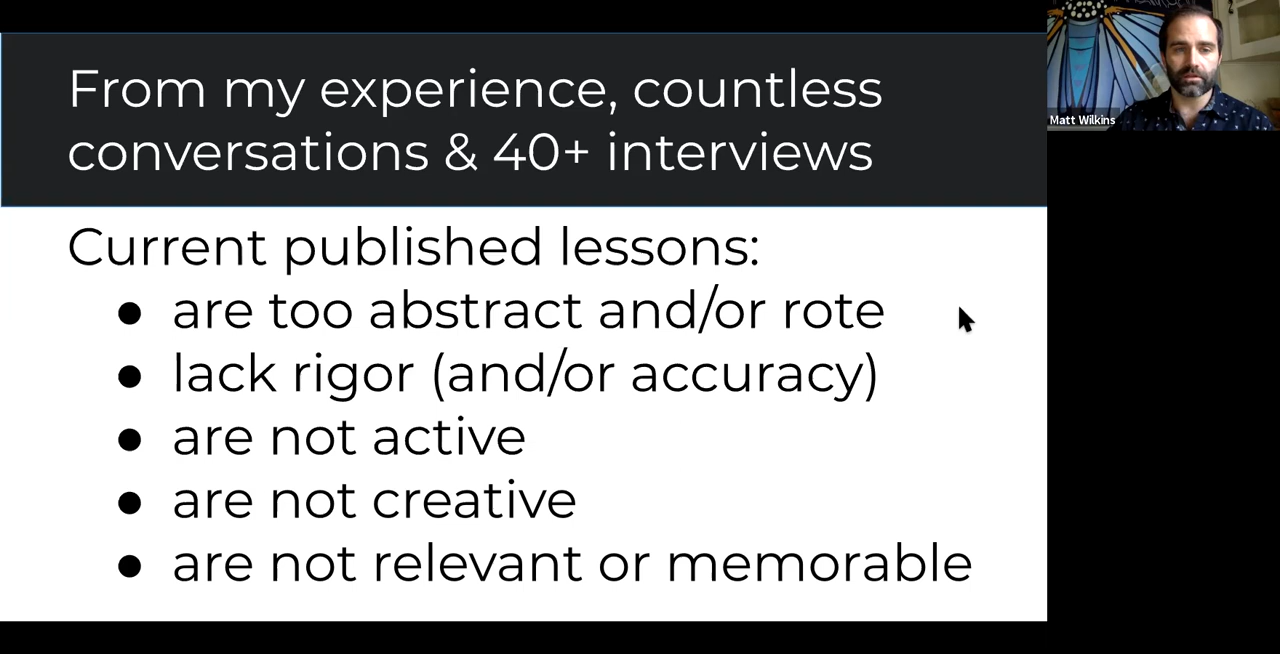 From my experience, countless
conversations & 40+ interviews
Matt Wilkins
Current published lessons:
● are too abstract and/or rote
● lack rigor (and/or accuracy)
● are not active
● are not creative
● are not relevant or memorable